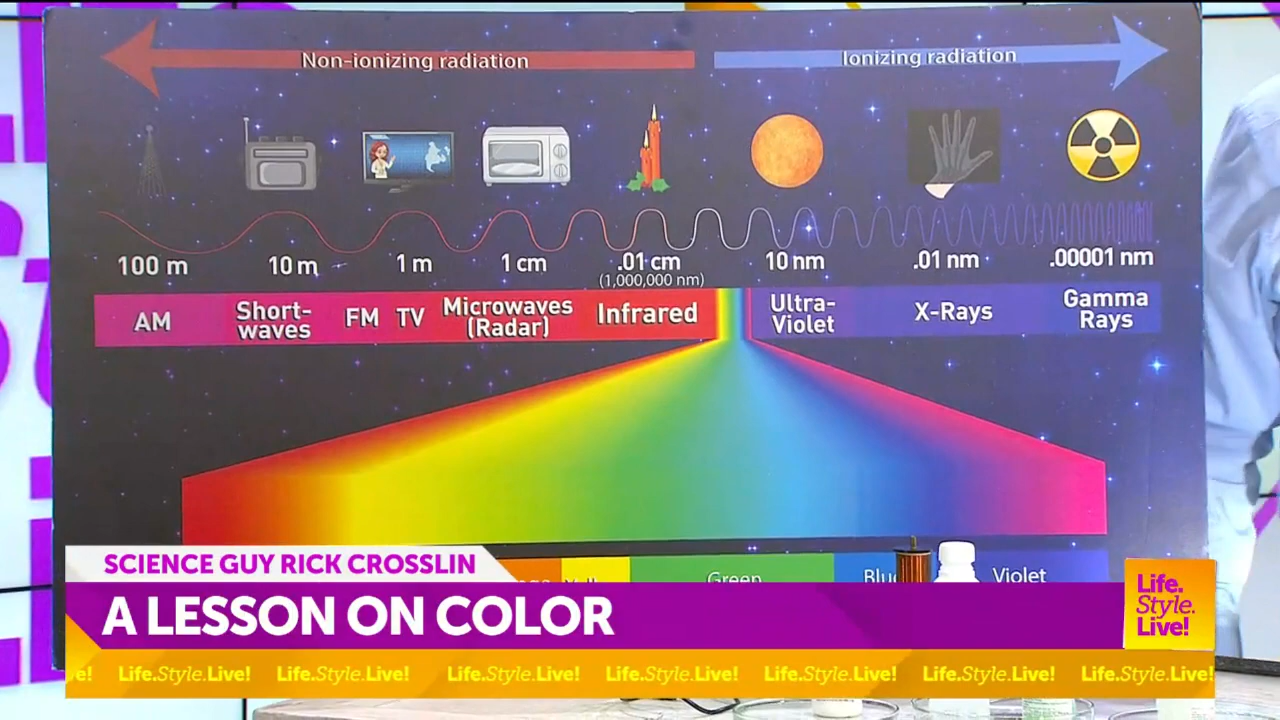 Non-ionizing radiation
Ionizing radiation
100 m
10 m
1 m
1 cm
.01 cm
(1,000,000 nm)
10 nm
.01 nm
.00001 nm
AM
Short-
waves
FM
TV
Microwaves
(Radar)
Infrared
Ultra-
Violet
X-Rays
Gamma
Rays
Green
Violet
SCIENCE GUY RICK CROSSLIN
A LESSON ON COLOR
Life.
Style.
Live!
e! Life.Style.Live! Life.Style.Live! Life.Style.Live! Life.Style.Live! Life.Style.Live! Life.Style.Live! Life.Style.Live!